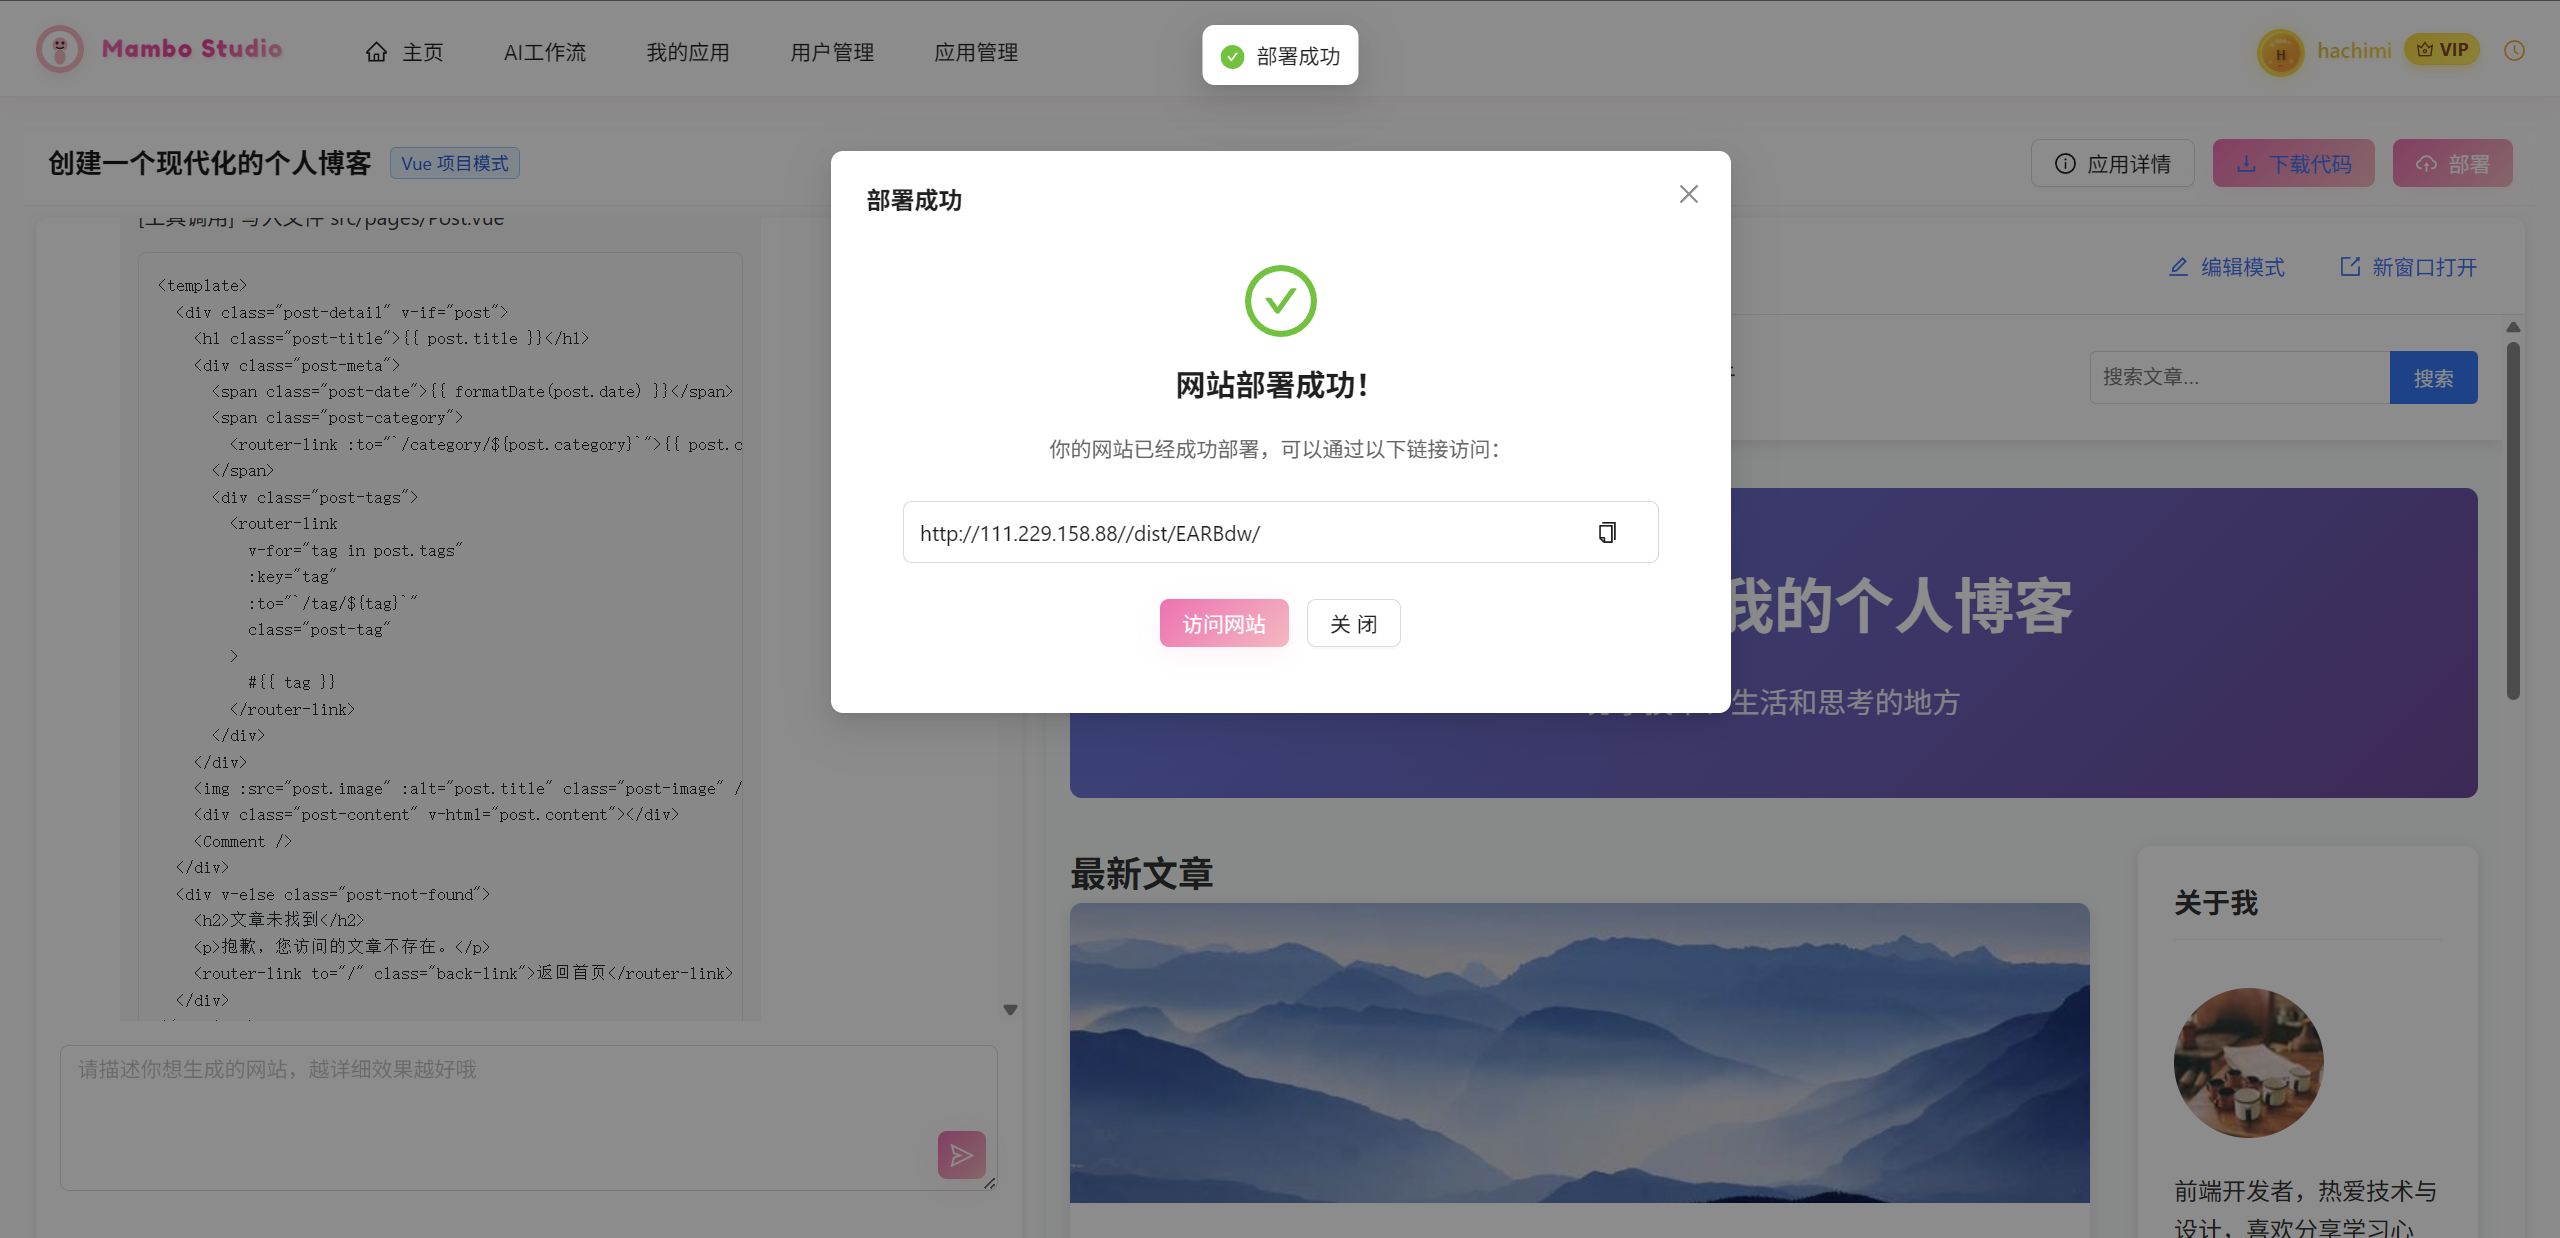 Mambo Studio
主页
AI工作流
我的应用
用户管理
应用管理
部署成功
H
hachimi
VIP
创建一个现代化的个人博客
Vue 项目模式
应用详情
下载代码
部署
[工具调用] 写入文件 src/pages/Post.vue
<template>
<div class="post-detail" v-if="post">
<h1 class="post-title">{{ post.title }}</h1>
<div class="post-meta">
<span class="post-date">{{ formatDate(post.date) }}</span>
<span class="post-category">
<router-link :to="`/category/${post.category}`">{{ post.c
</span>
<div class="post-tags">
<router-link
v-for="tag in post.tags"
:key="tag"
:to="`/tag/${tag}`"
class="post-tag"
>
#{{ tag }}
</router-link>
</div>
</div>
<img :src="post.image" :alt="post.title" class="post-image" /
<div class="post-content" v-html="post.content"></div>
<Comment />
</div>
<div v-else class="post-not-found">
<h2>文章未找到</h2>
<p>抱歉，您访问的文章不存在。</p>
<router-link to="/" class="back-link">返回首页</router-link>
</div>
请描述你想生成的网站，越详细效果越好哦
部署成功
网站部署成功！
你的网站已经成功部署，可以通过以下链接访问：
http://111.229.158.88//dist/EARBdw/
访问网站
关 闭
编辑模式
新窗口打开
搜索文章...
搜索
我的个人博客
生活和思考的地方
最新文章
关于我
前端开发者，热爱技术与
设计，喜欢分享学习心